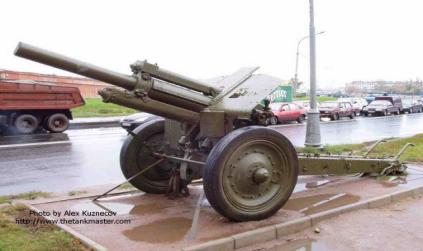 Photo by Alex Kuznecov
http://www.thetankmaster.com